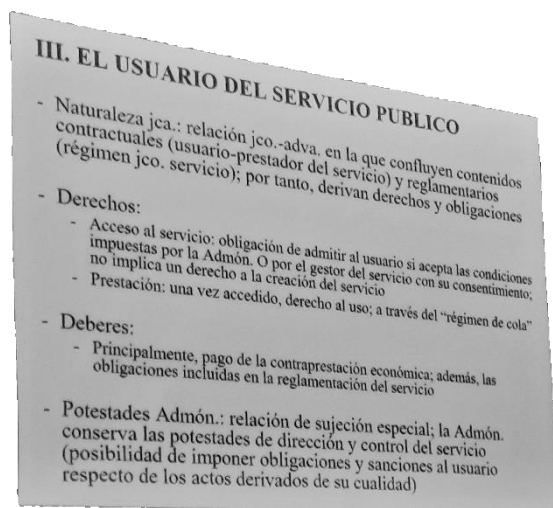 III. EL USUARIO DEL SERVICIO PUBLICO
- Naturaleza jca.: relación jco.-adva. en la que confluyen contenidos
contractuales (usuario-prestador del servicio) y reglamentarios
(régimen jco. servicio); por tanto, derivan derechos y obligaciones
- Derechos:
- Acceso al servicio: obligación de admitir al usuario si acepta las condiciones
impuestas por la Admón. O por el gestor del servicio con su consentimiento;
no implica un derecho a la creación del servicio
- Prestación: una vez accedido, derecho al uso; a través del “régimen de cola”
- Deberes:
- Principalmente, pago de la contraprestación económica; además, las
obligaciones incluidas en la reglamentación del servicio
- Potestades Admón.: relación de sujeción especial; la Admón.
conserva las potestades de dirección y control del servicio
(posibilidad de imponer obligaciones y sanciones al usuario
respecto de los actos derivados de su cualidad)